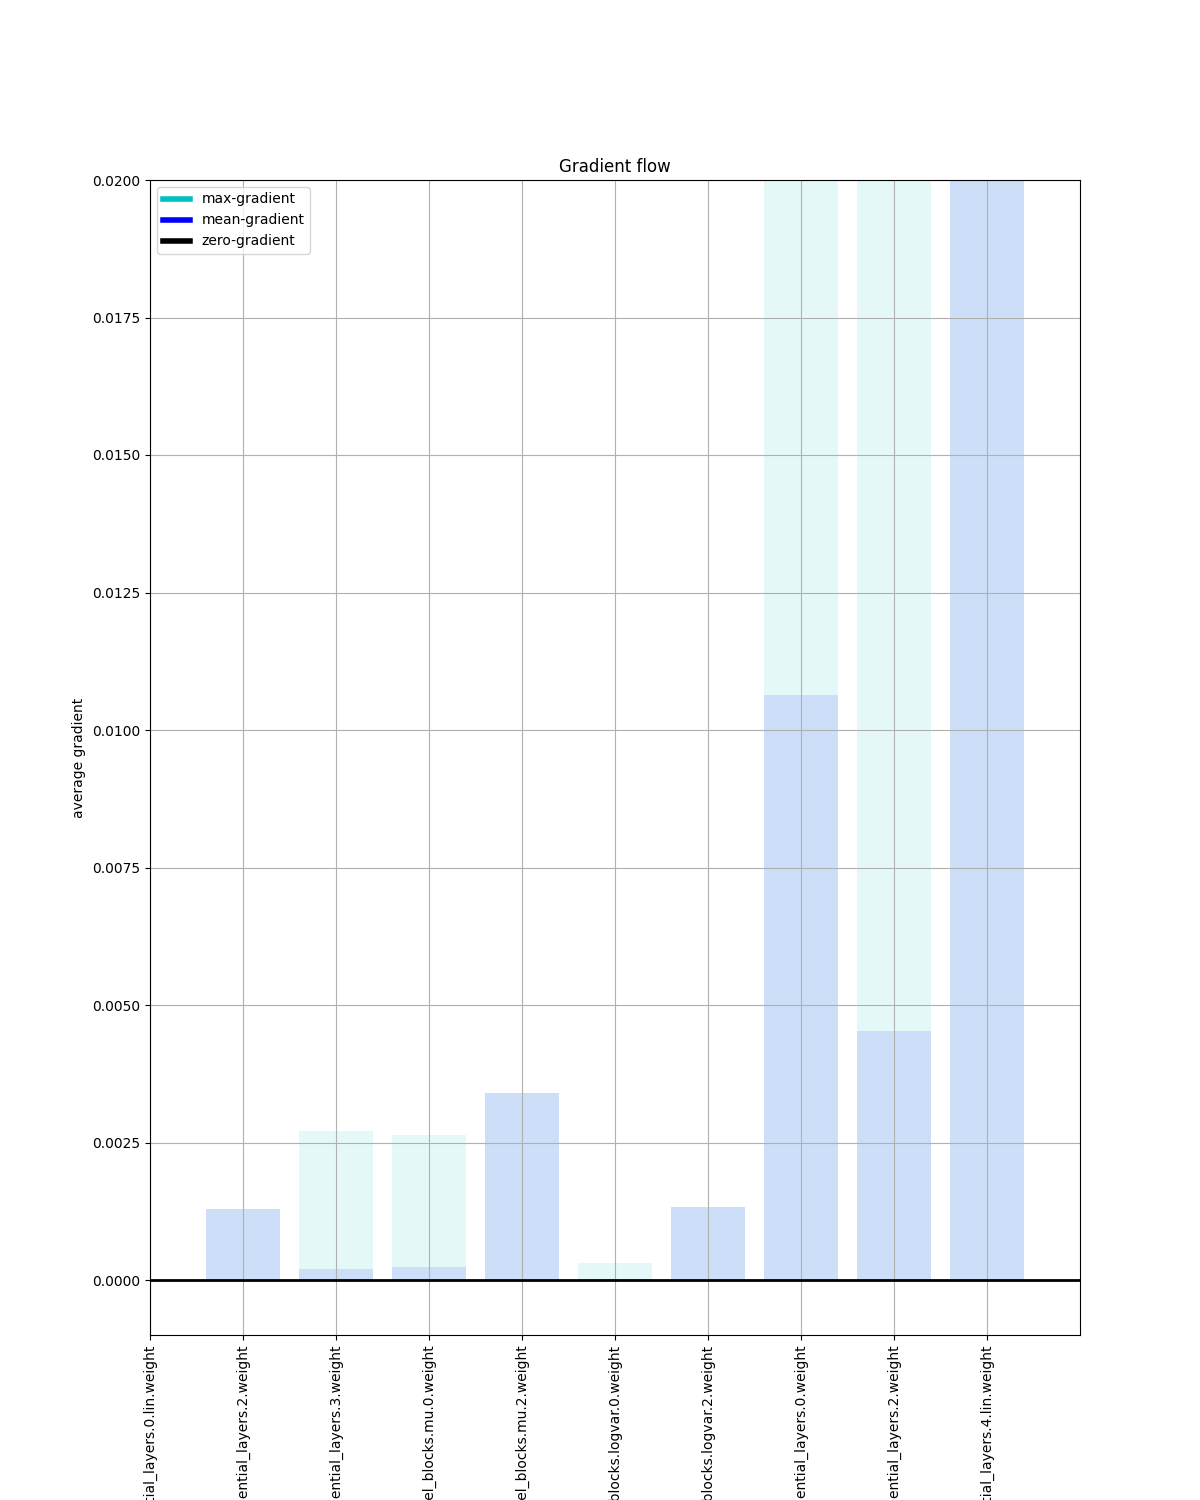 Gradient flow
max-gradient
mean-gradient
zero-gradient
0.0200
0.0175
0.0150
0.0125
0.0100
0.0075
0.0050
0.0025
0.0000
average gradient
tial_layers.0.lin.weight
ential_layers.2.weight
ential_layers.3.weight
el_blocks.mu.0.weight
el_blocks.mu.2.weight
blocks.logvar.0.weight
blocks.logvar.2.weight
ential_layers.0.weight
ential_layers.2.weight
tial_layers.4.lin.weight